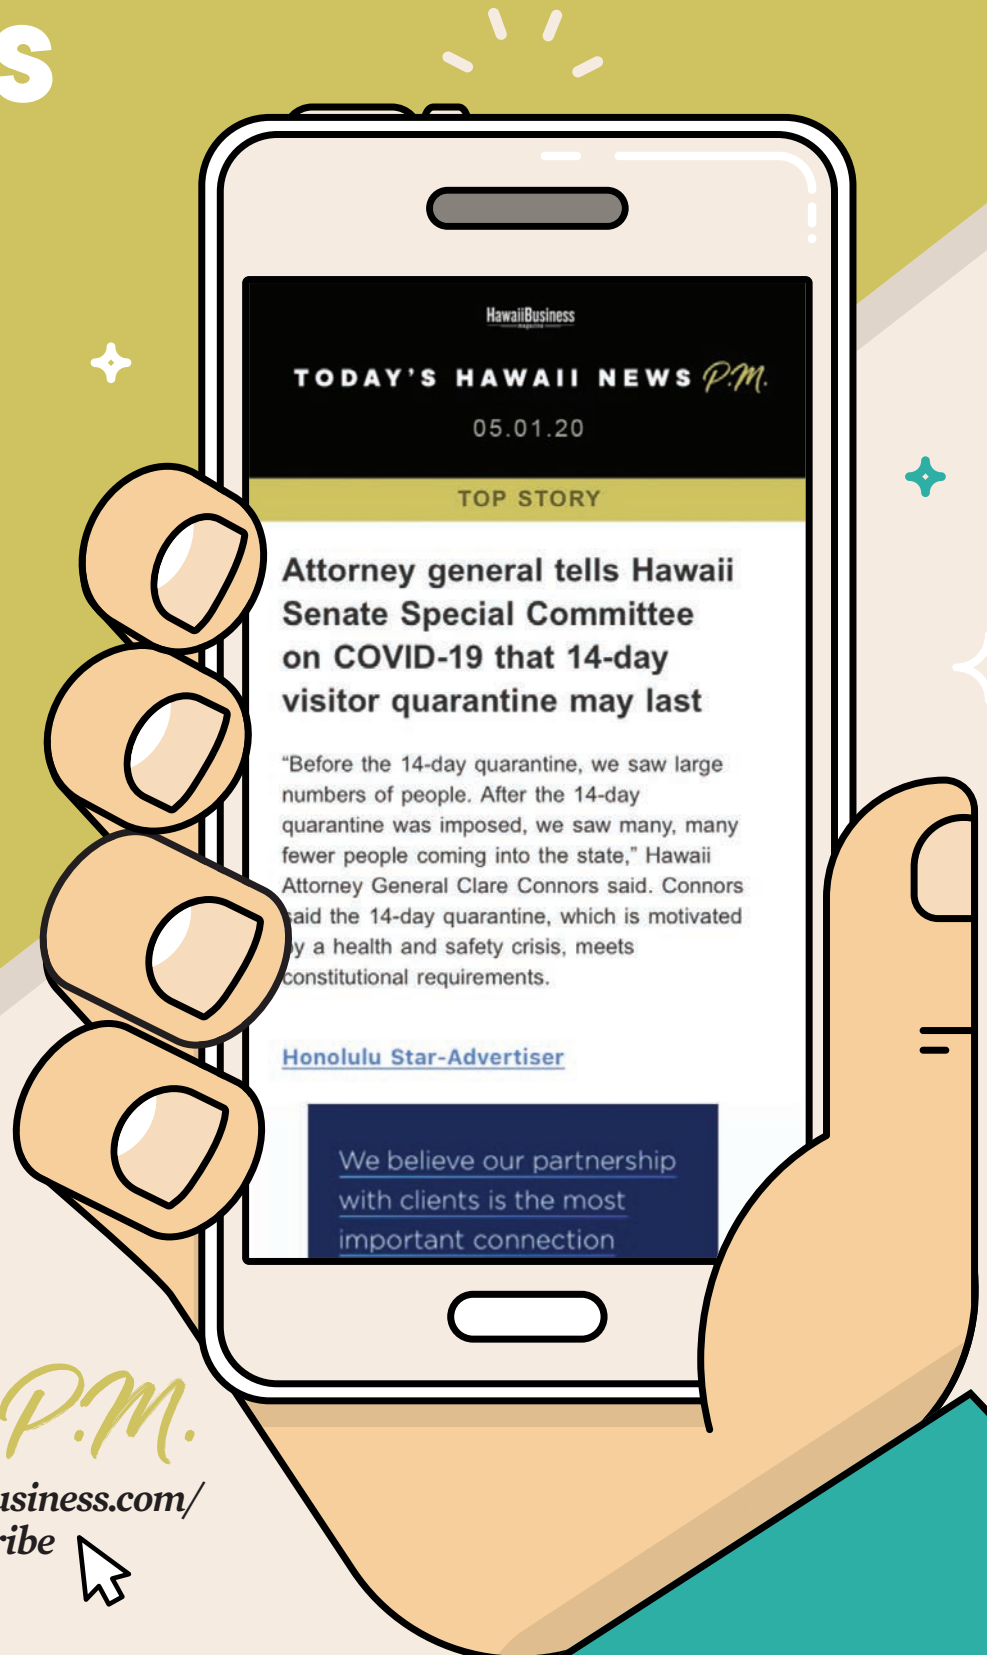 S
HawaiiBusiness
magazine
TODAY'S HAWAII NEWS P.M.
05.01.20
TOP STORY
Attorney general tells Hawaii
Senate Special Committee
on COVID-19 that 14-day
visitor quarantine may last
“Before the 14-day quarantine, we saw large
numbers of people. After the 14-day
quarantine was imposed, we saw many, many
fewer people coming into the state,” Hawaii
Attorney General Clare Connors said. Connors
said the 14-day quarantine, which is motivated
by a health and safety crisis, meets
constitutional requirements.
Honolulu Star-Advertiser
We believe our partnership
with clients is the most
important connection
P.M.
usiness.com/
ribe